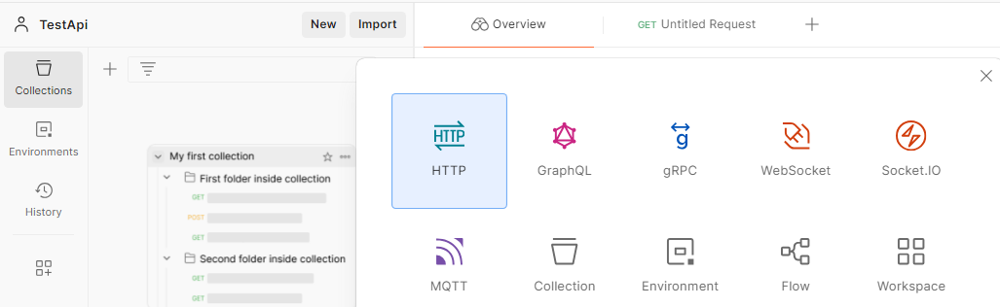 TestApi
New
Import
Overview
GET Untitled Request
Collections
Environments
History
My first collection
First folder inside collection
GET
POST
GET
Second folder inside collection
GET
GET
HTTP
HTTP
GraphQL
g
gRPC
WebSocket
Socket.IO
MQTT
Collection
Environment
Flow
Workspace